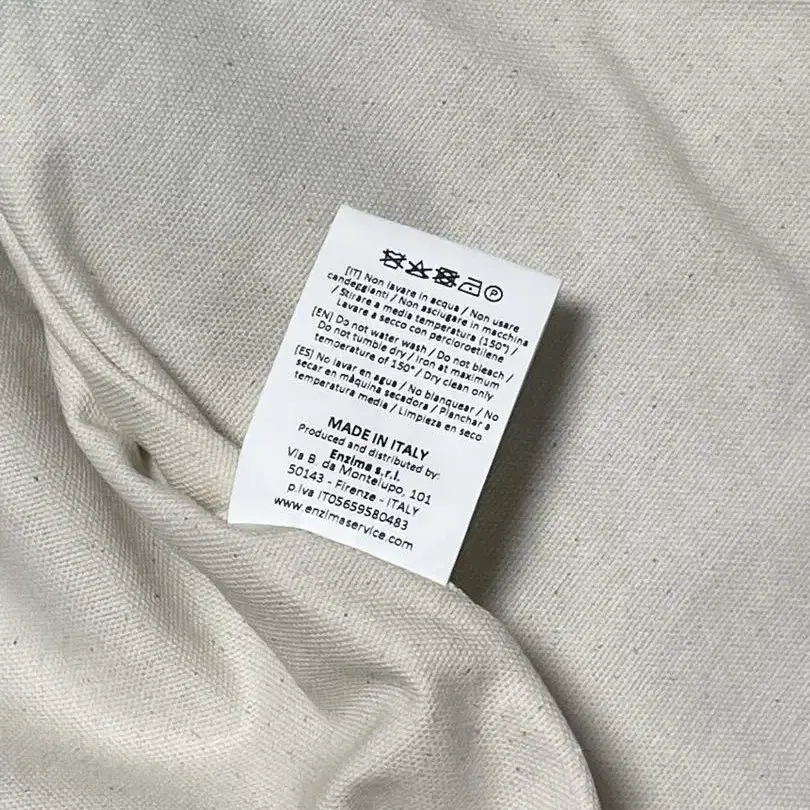 P
[IT] Non lavare in acqua / Non usare
candeggianti / Non asciugare in macchina
/ Stirare a media temperatura (150°) /
Lavare a secco con percloroetilene
[EN] Do not water wash / Do not bleach /
Do not tumble dry / Iron at maximum
temperature of 150° / Dry clean only
[ES] No lavar en agua / No blanquear / No
secar en màquina secadora / Planchar a
temperatura media / Limpieza en seco
MADE IN ITALY
Produced and distributed by:
Enzima s.r.l.
Via B. da Montelupo, 101
50143 - Firenze - ITALY
p.iva IT05659580483
www.enzimaservice.com